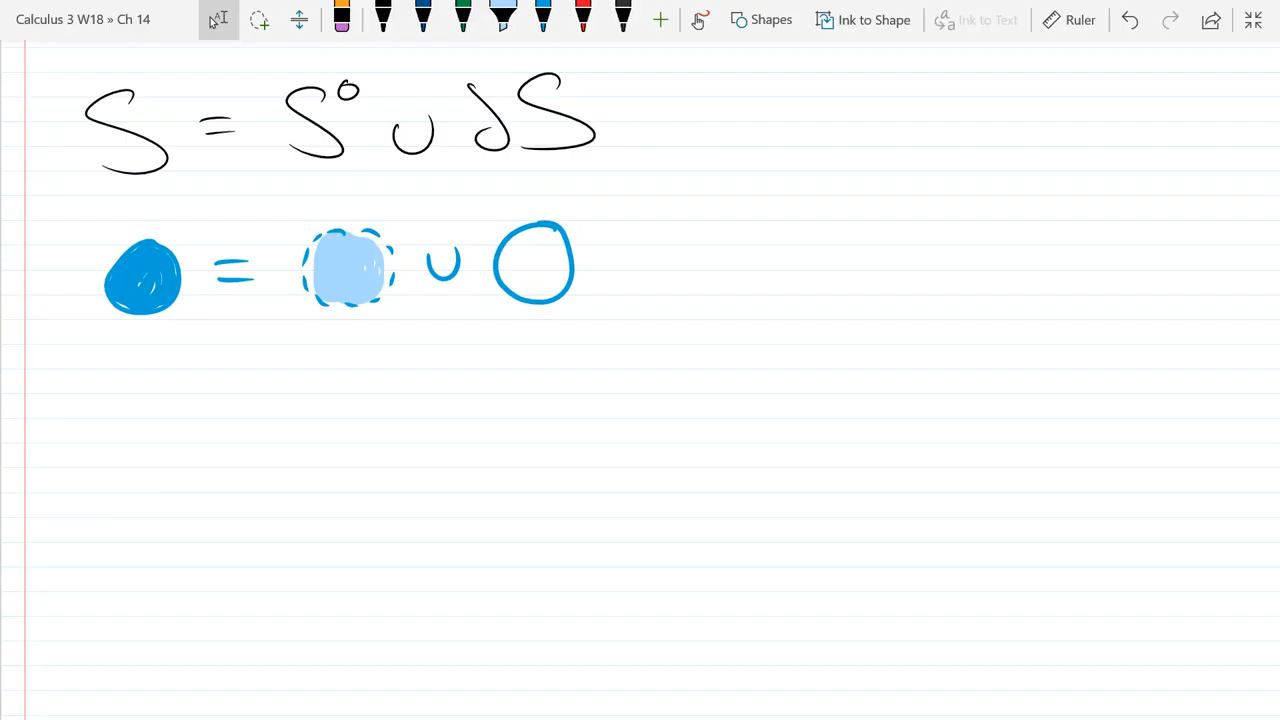 Calculus 3 W18 » Ch 14
Shapes
Ink to Shape
Ink to Text
Ruler
S = S° ∪ ∂S
= ∪